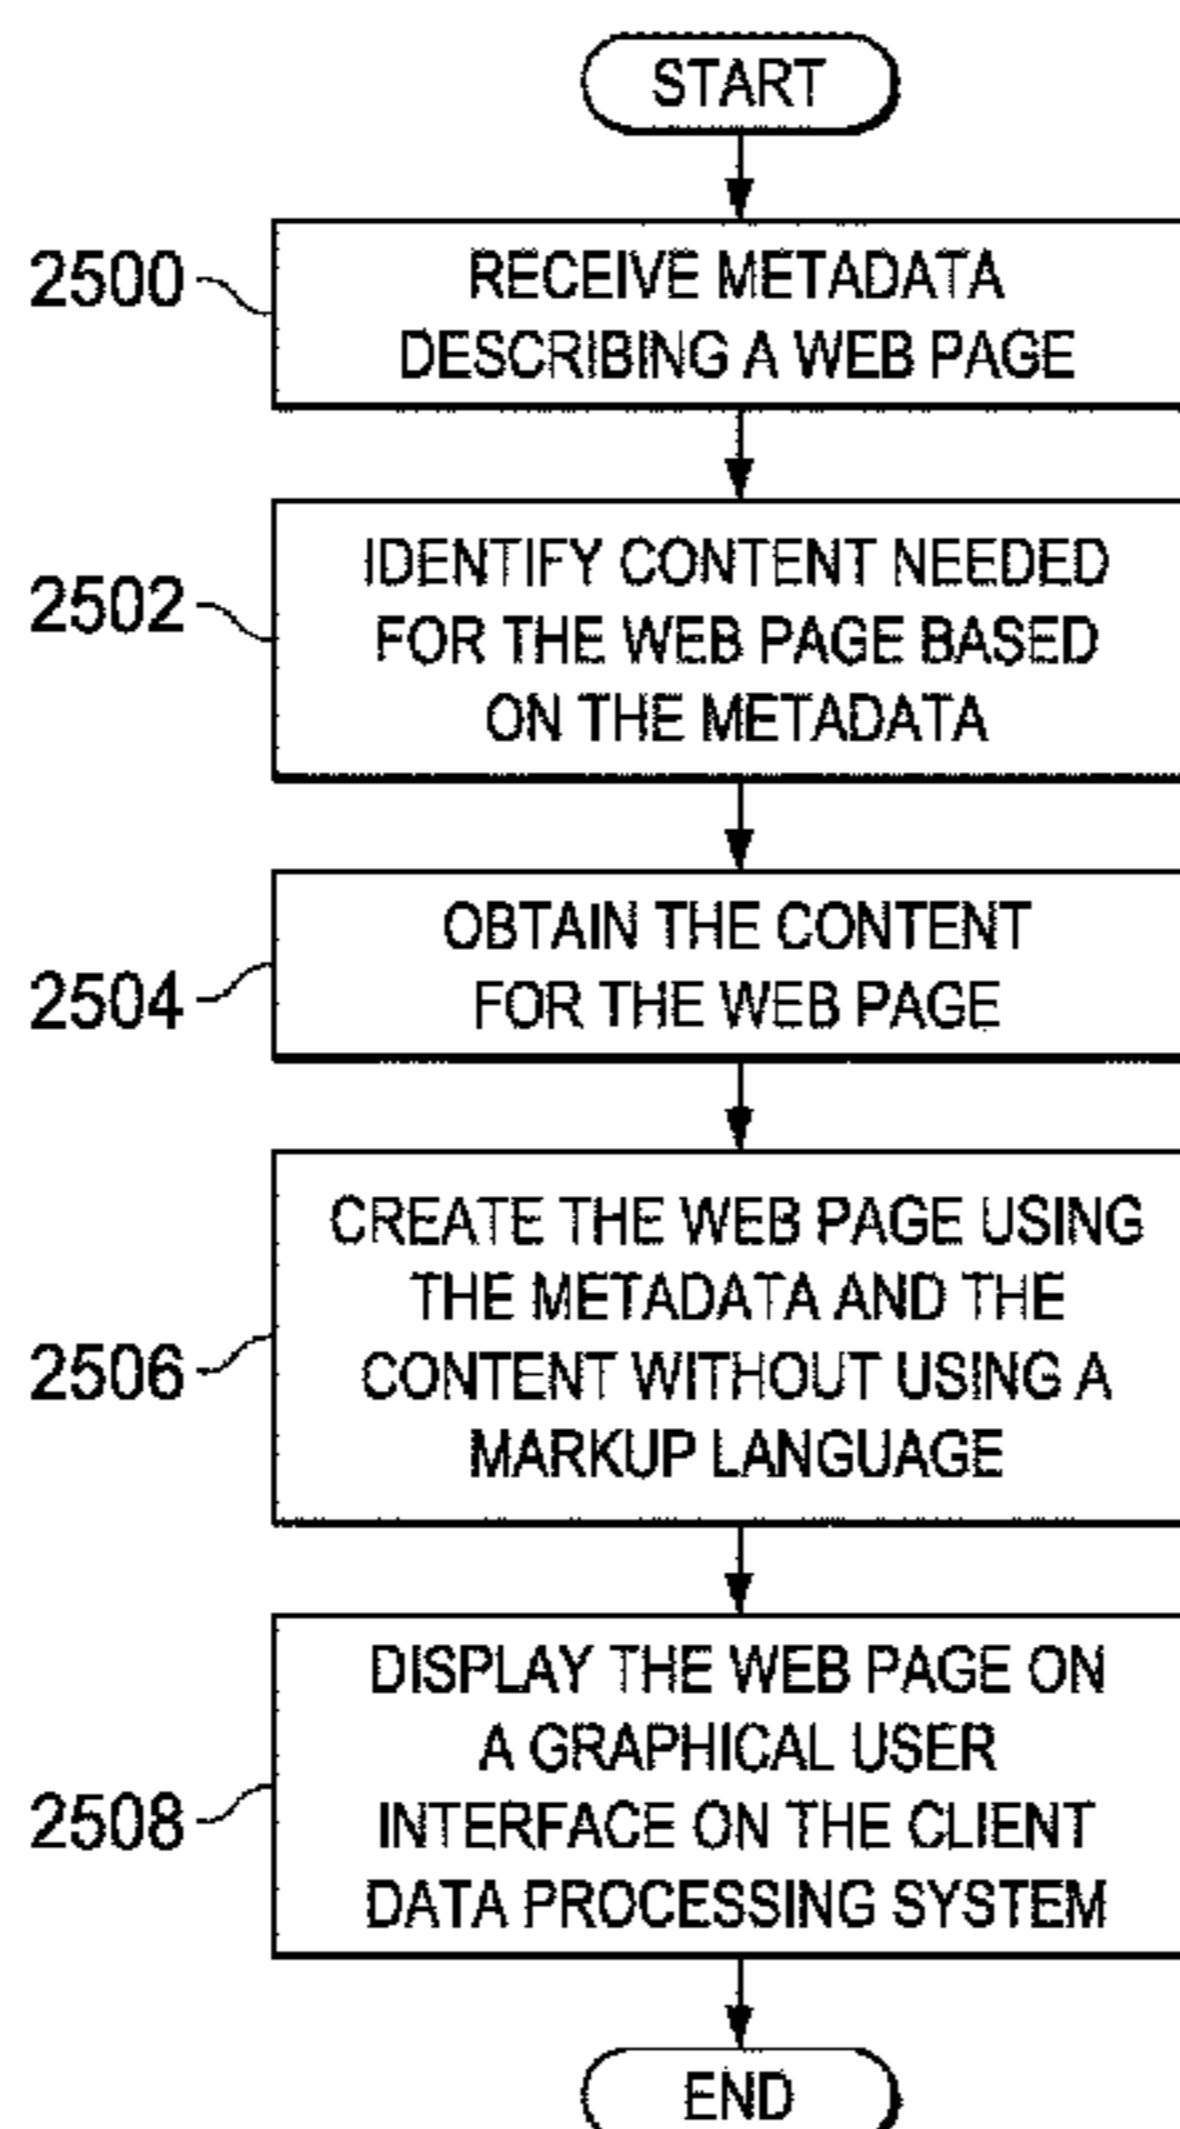 START
2500
RECEIVE METADATA
DESCRIBING A WEB PAGE
2502
IDENTIFY CONTENT NEEDED
FOR THE WEB PAGE BASED
ON THE METADATA
2504
OBTAIN THE CONTENT
FOR THE WEB PAGE
2506
CREATE THE WEB PAGE USING
THE METADATA AND THE
CONTENT WITHOUT USING A
MARKUP LANGUAGE
2508
DISPLAY THE WEB PAGE ON
A GRAPHICAL USER
INTERFACE ON THE CLIENT
DATA PROCESSING SYSTEM
END